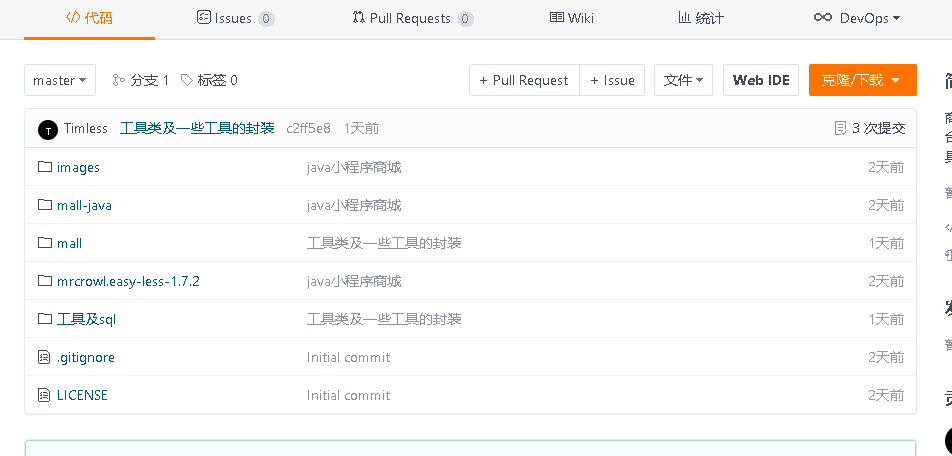 代码 Issues 0 Pull Requests 0 Wiki 统计 DevOps
master 分支 1 标签 0 + Pull Request + Issue 文件 Web IDE 克隆/下载
T Timless 工具类及一些工具的封装 c2ff5e8 1天前 3 次提交
images java小程序商城 2天前
mall-java java小程序商城 2天前
mall 工具类及一些工具的封装 1天前
mrcrowl.easy-less-1.7.2 java小程序商城 2天前
工具及sql 工具类及一些工具的封装 1天前
.gitignore Initial commit 2天前
LICENSE Initial commit 2天前